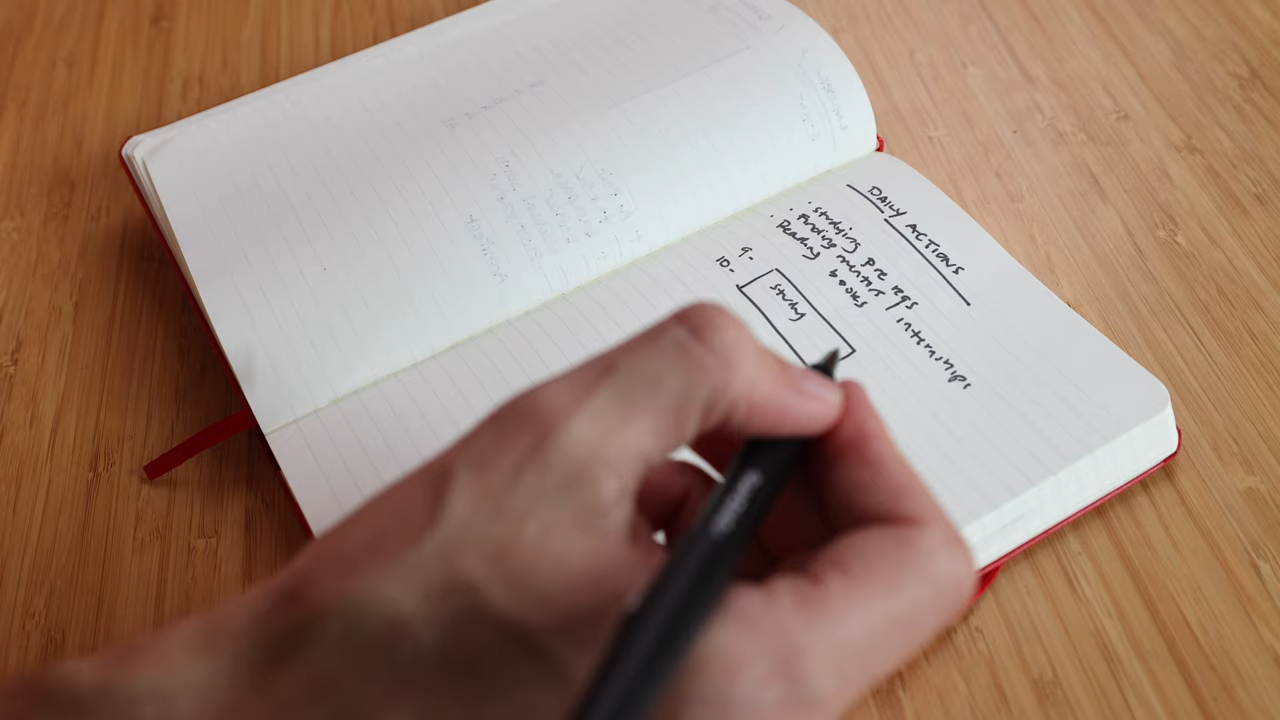 DAILY ACTIONS
· studying pre reqs
· Finding mentors internships
· Reading books
9.
10.
study